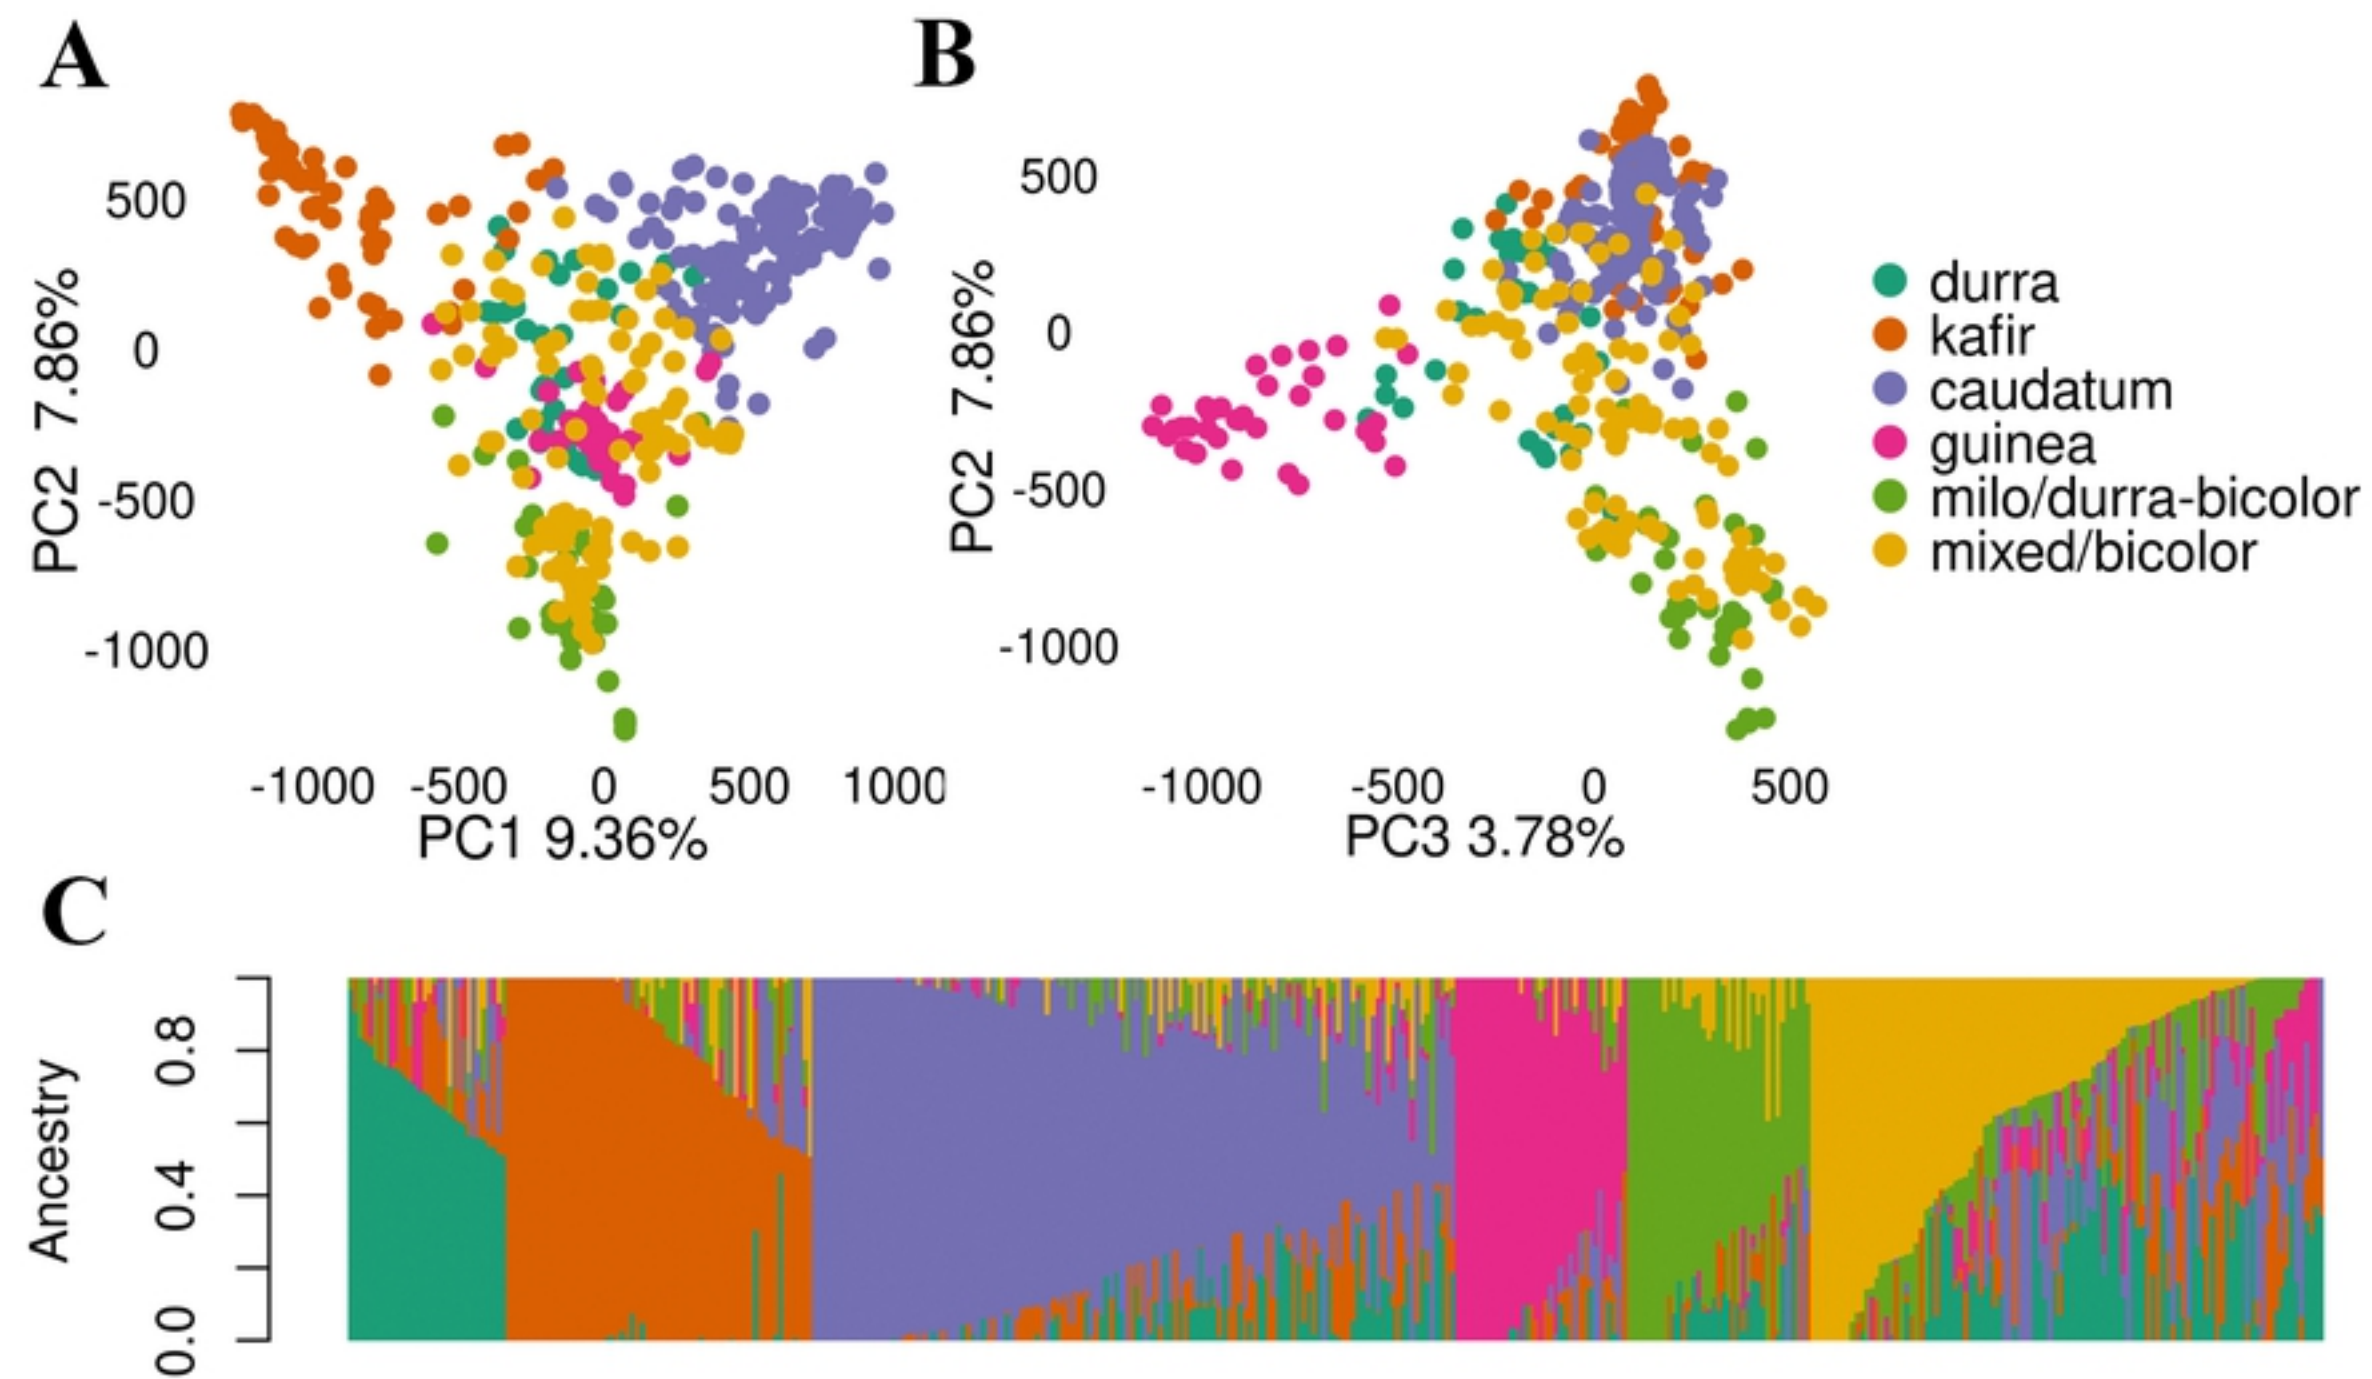 A
B
500
0
-500
-1000
PC2 7.86%
-1000 -500 0 500 1000
PC1 9.36%
500
0
-500
-1000
PC2 7.86%
-1000 -500 0 500
PC3 3.78%
durra
kafir
caudatum
guinea
milo/durra-bicolor
mixed/bicolor
C
Ancestry
0.8
0.4
0.0